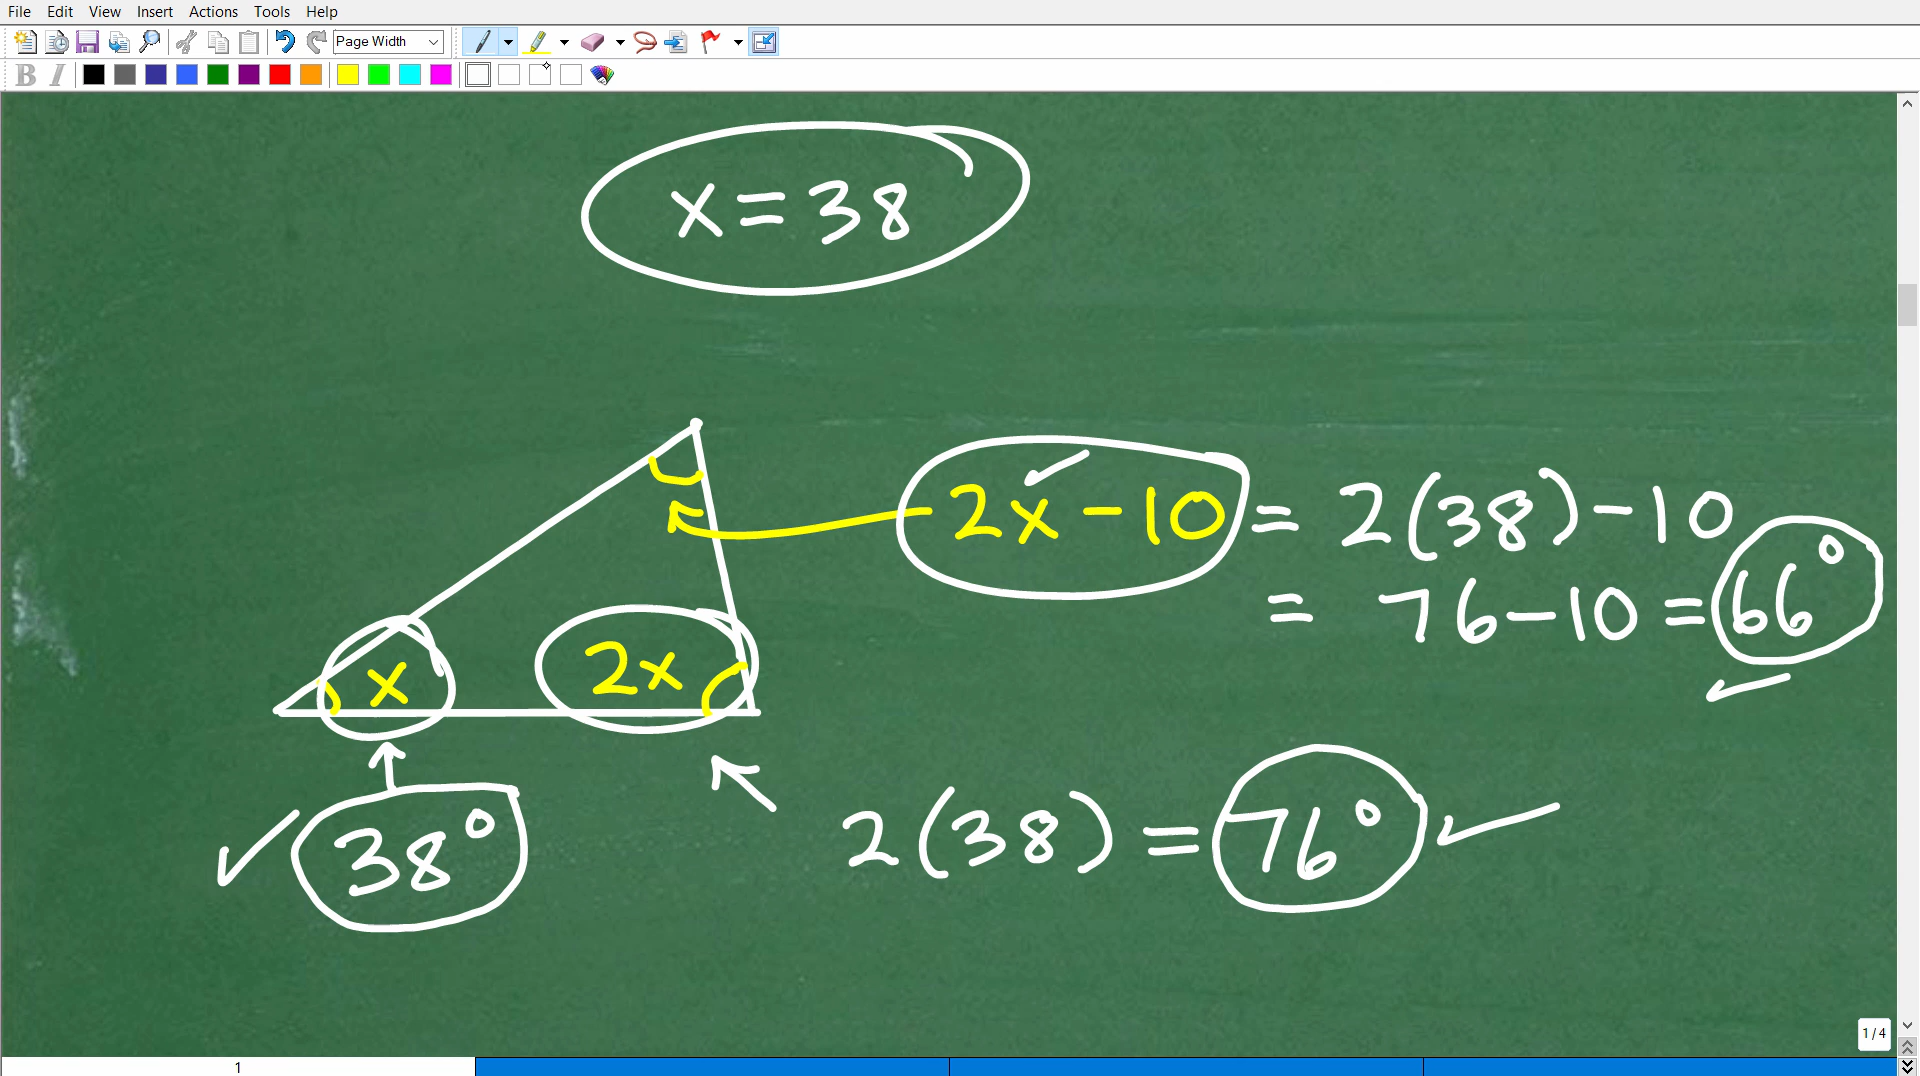 File Edit View Insert Actions Tools Help
Page Width
B I
x = 38
2x - 10 = 2(38) - 10
= 76 - 10 = 66°
x 2x
38°
2(38) = 76°
1 / 4
1